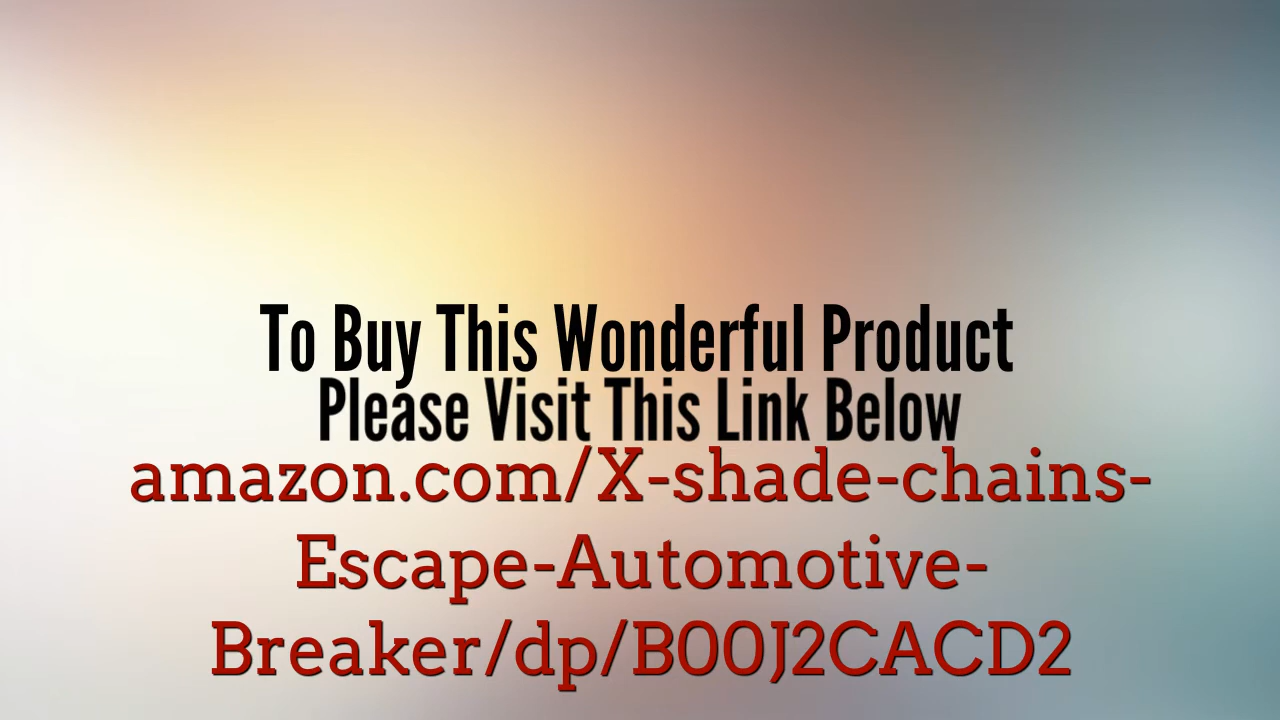 To Buy This Wonderful Product
Please Visit This Link Below
amazon.com/X-shade-chains-
Escape-Automotive-
Breaker/dp/B00J2CACD2